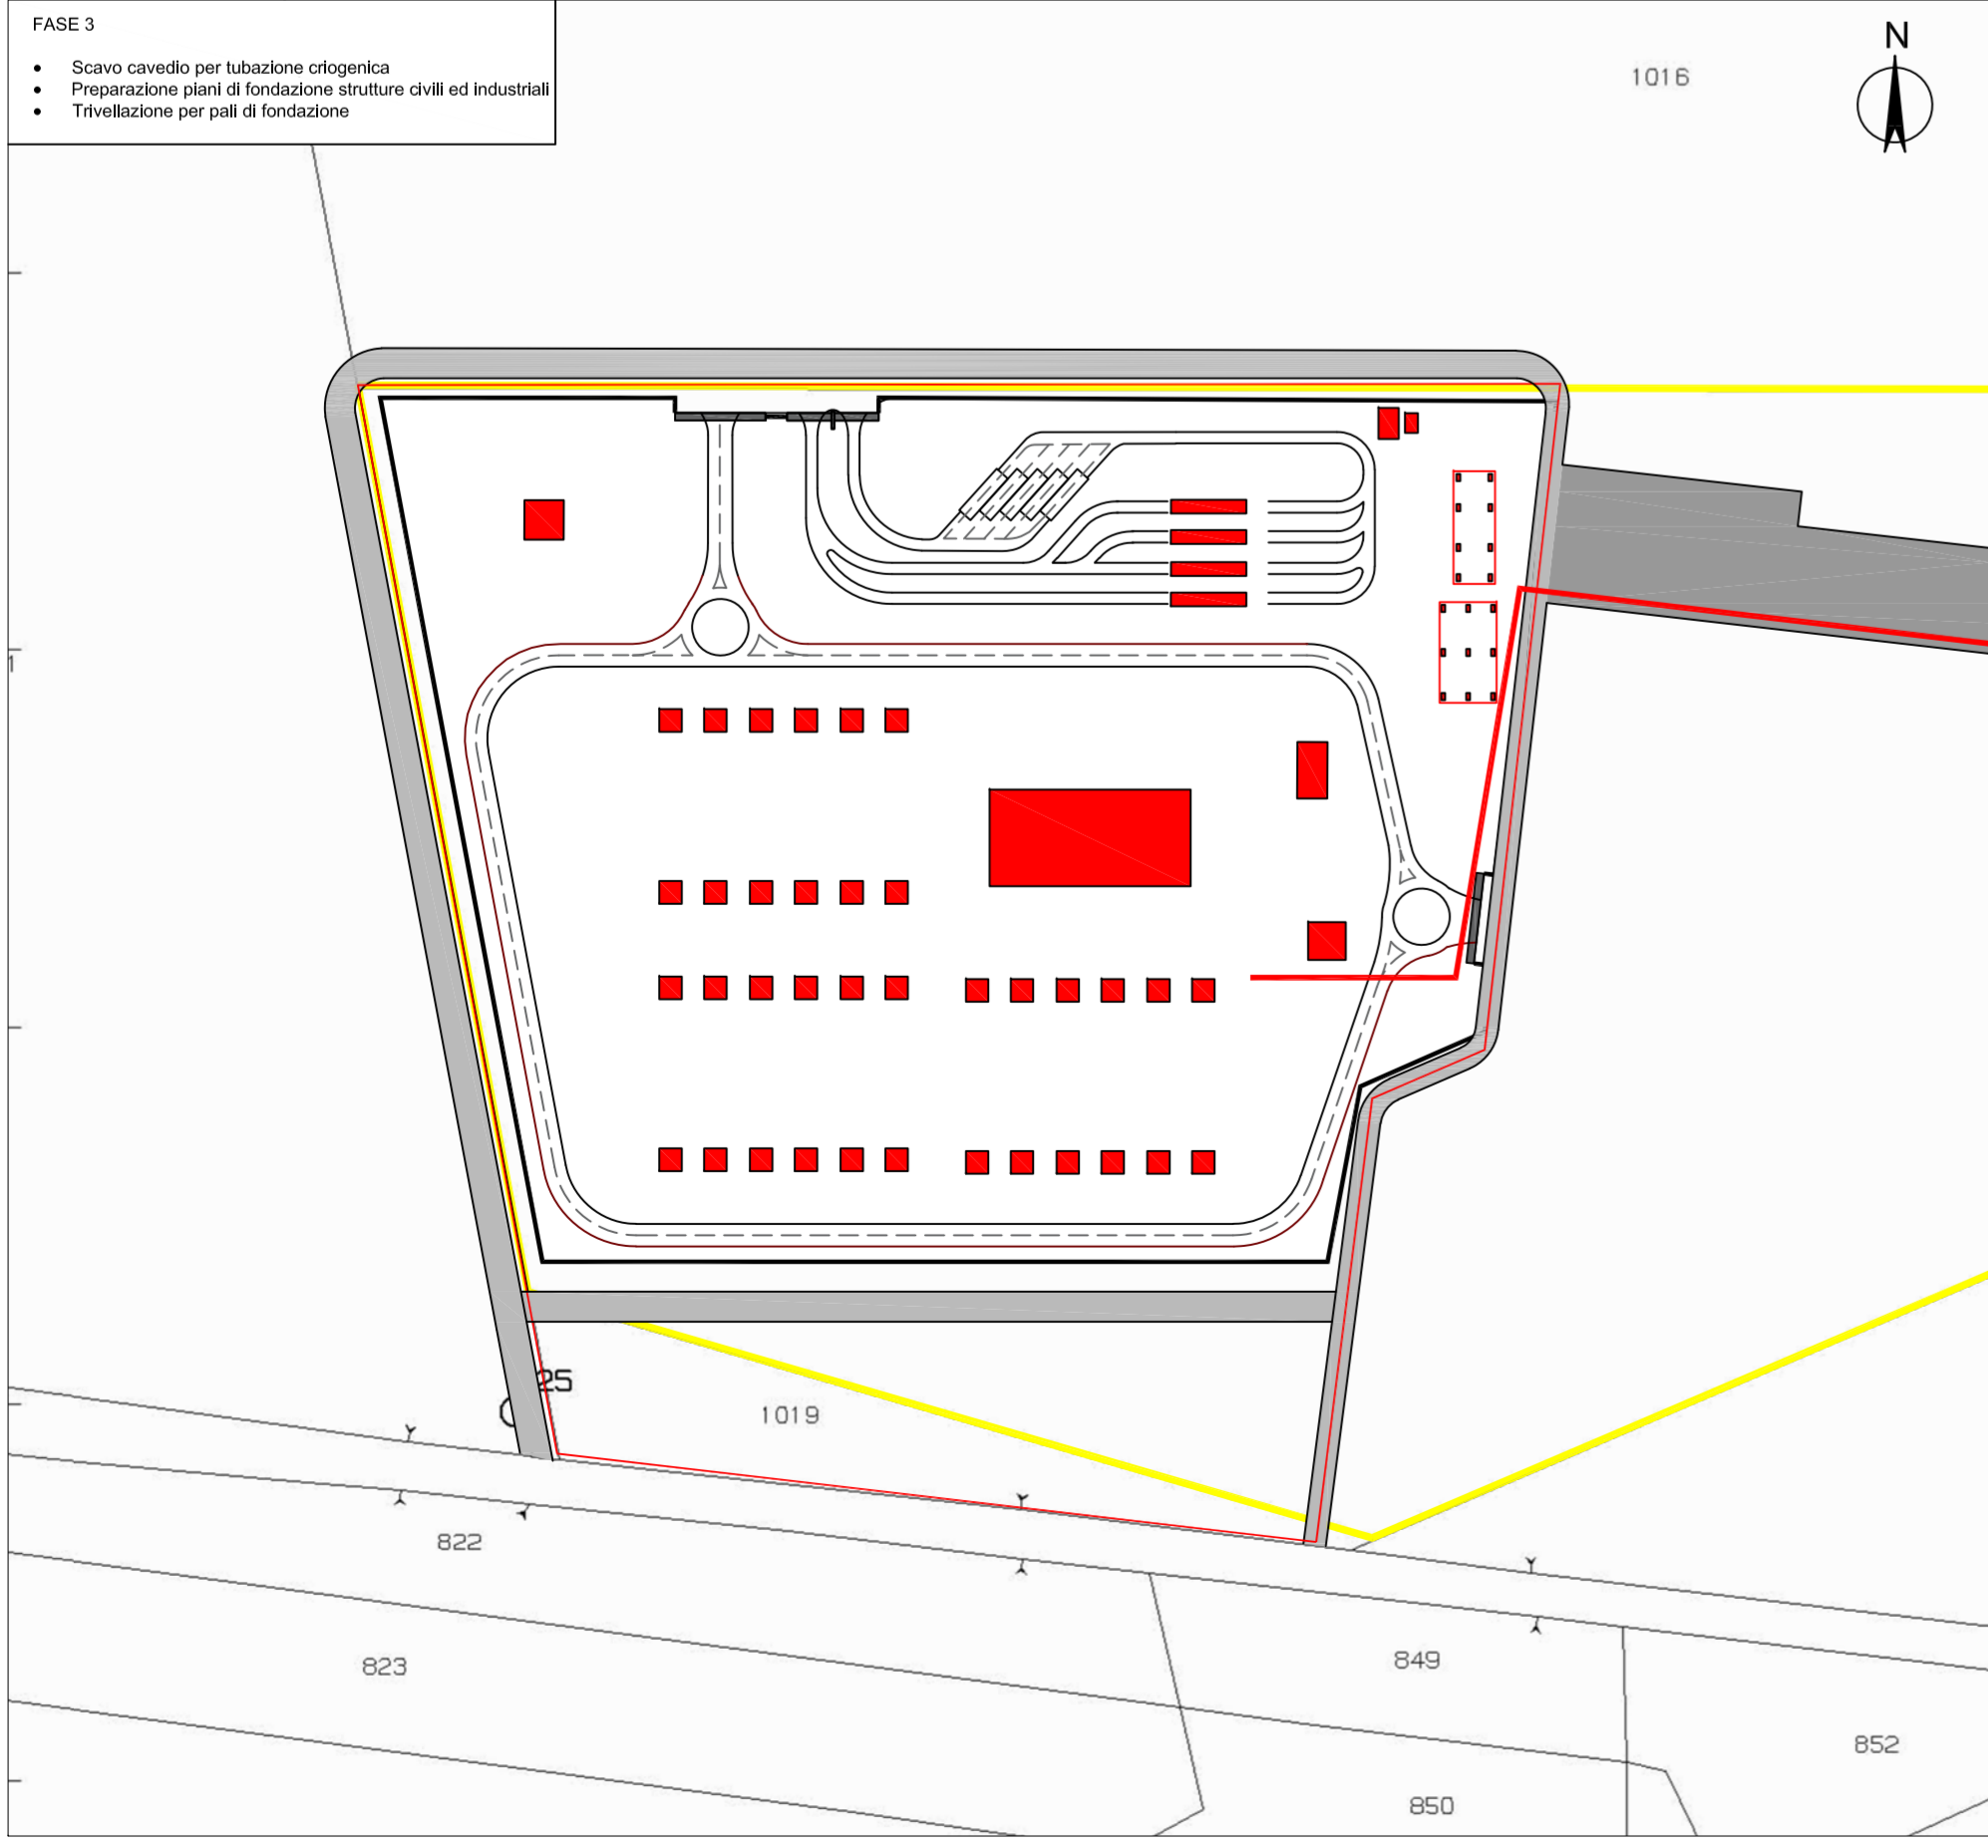 FASE 3
N
1016
• Scavo cavedio per tubazione criogenica
• Preparazione piani di fondazione strutture civili ed industriali
• Trivellazione per pali di fondazione
1
25
1019
822
823
849
852
850